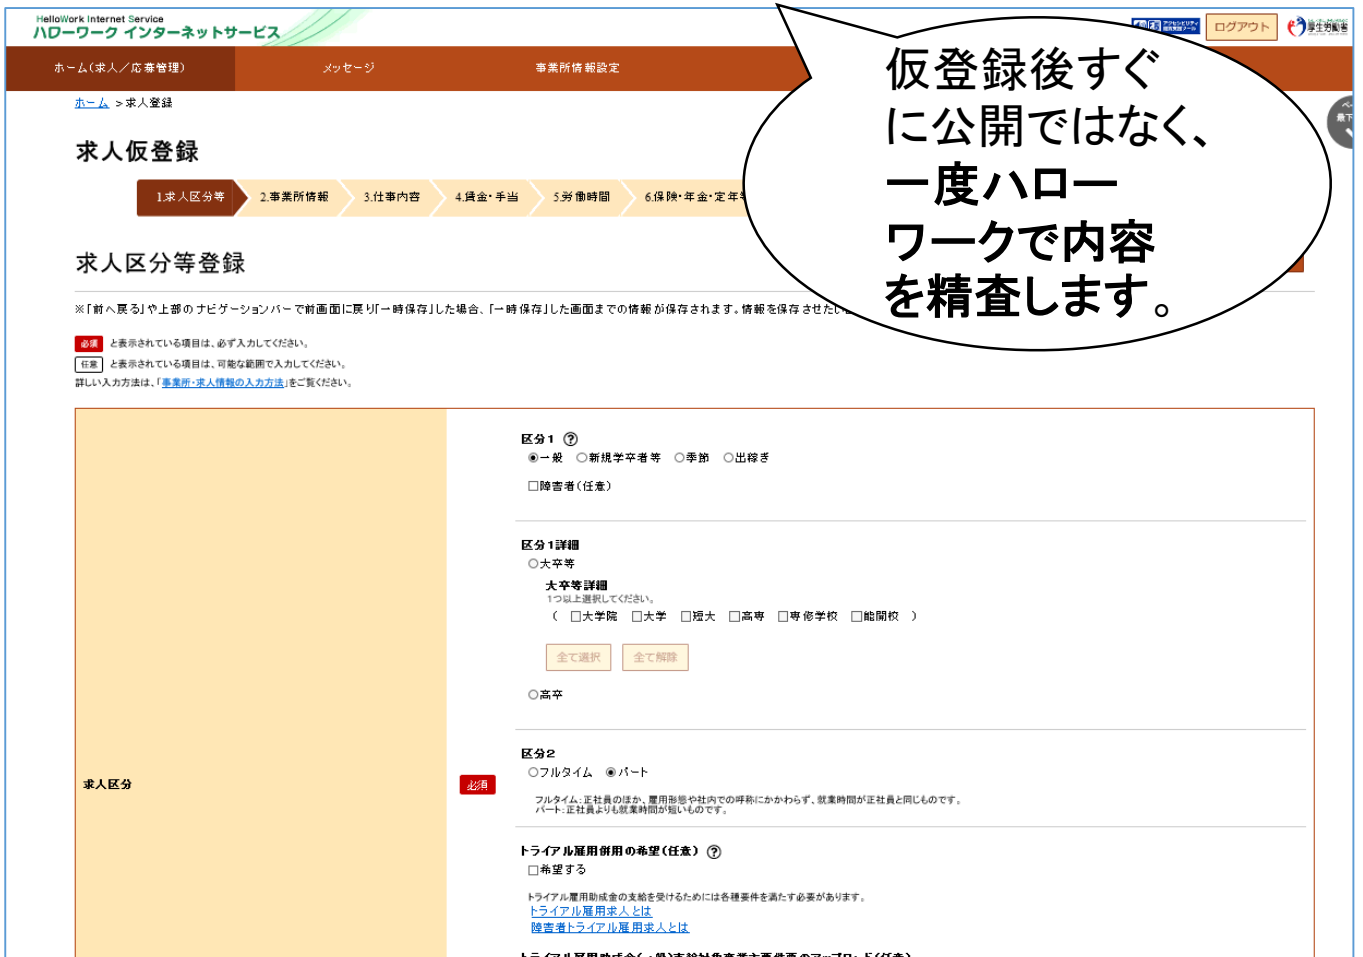 HelloWork Internet Service
ハローワーク インターネットサービス
ログアウト
厚生労働省
ホーム(求人／応募管理)
メッセージ
事業所情報設定
仮登録後すぐ
に公開ではなく、
一度ハロー
ワークで内容
を精査します。
ホーム ＞求人登録
求人仮登録
1.求人区分等
2.事業所情報
3.仕事内容
4.賃金・手当
5.労働時間
6.保険・年金・定年
求人区分等登録
※「前へ戻る」や上部のナビゲーションバーで前画面に戻り「一時保存」した場合、「一時保存」した画面までの情報が保存されます。情報を保存させたい
必須 と表示されている項目は、必ず入力してください。
任意 と表示されている項目は、可能な範囲で入力してください。
詳しい入力方法は、「事業所・求人情報の入力方法」をご覧ください。
求人区分
必須
区分1 ?
一般 新規学卒者等 季節 出稼ぎ
障害者(任意)
区分1詳細
大卒等
大卒等詳細
1つ以上選択してください。
( 大学院 大学 短大 高専 専修学校 能開校 )
全て選択 全て解除
高卒
区分2
フルタイム パート
フルタイム：正社員のほか、雇用形態や社内での呼称にかかわらず、就業時間が正社員と同じものです。
パート：正社員よりも就業時間が短いものです。
トライアル雇用併用の希望(任意) ?
希望する
トライアル雇用助成金の支給を受けるためには各種要件を満たす必要があります。
トライアル雇用求人とは
障害者トライアル雇用求人とは